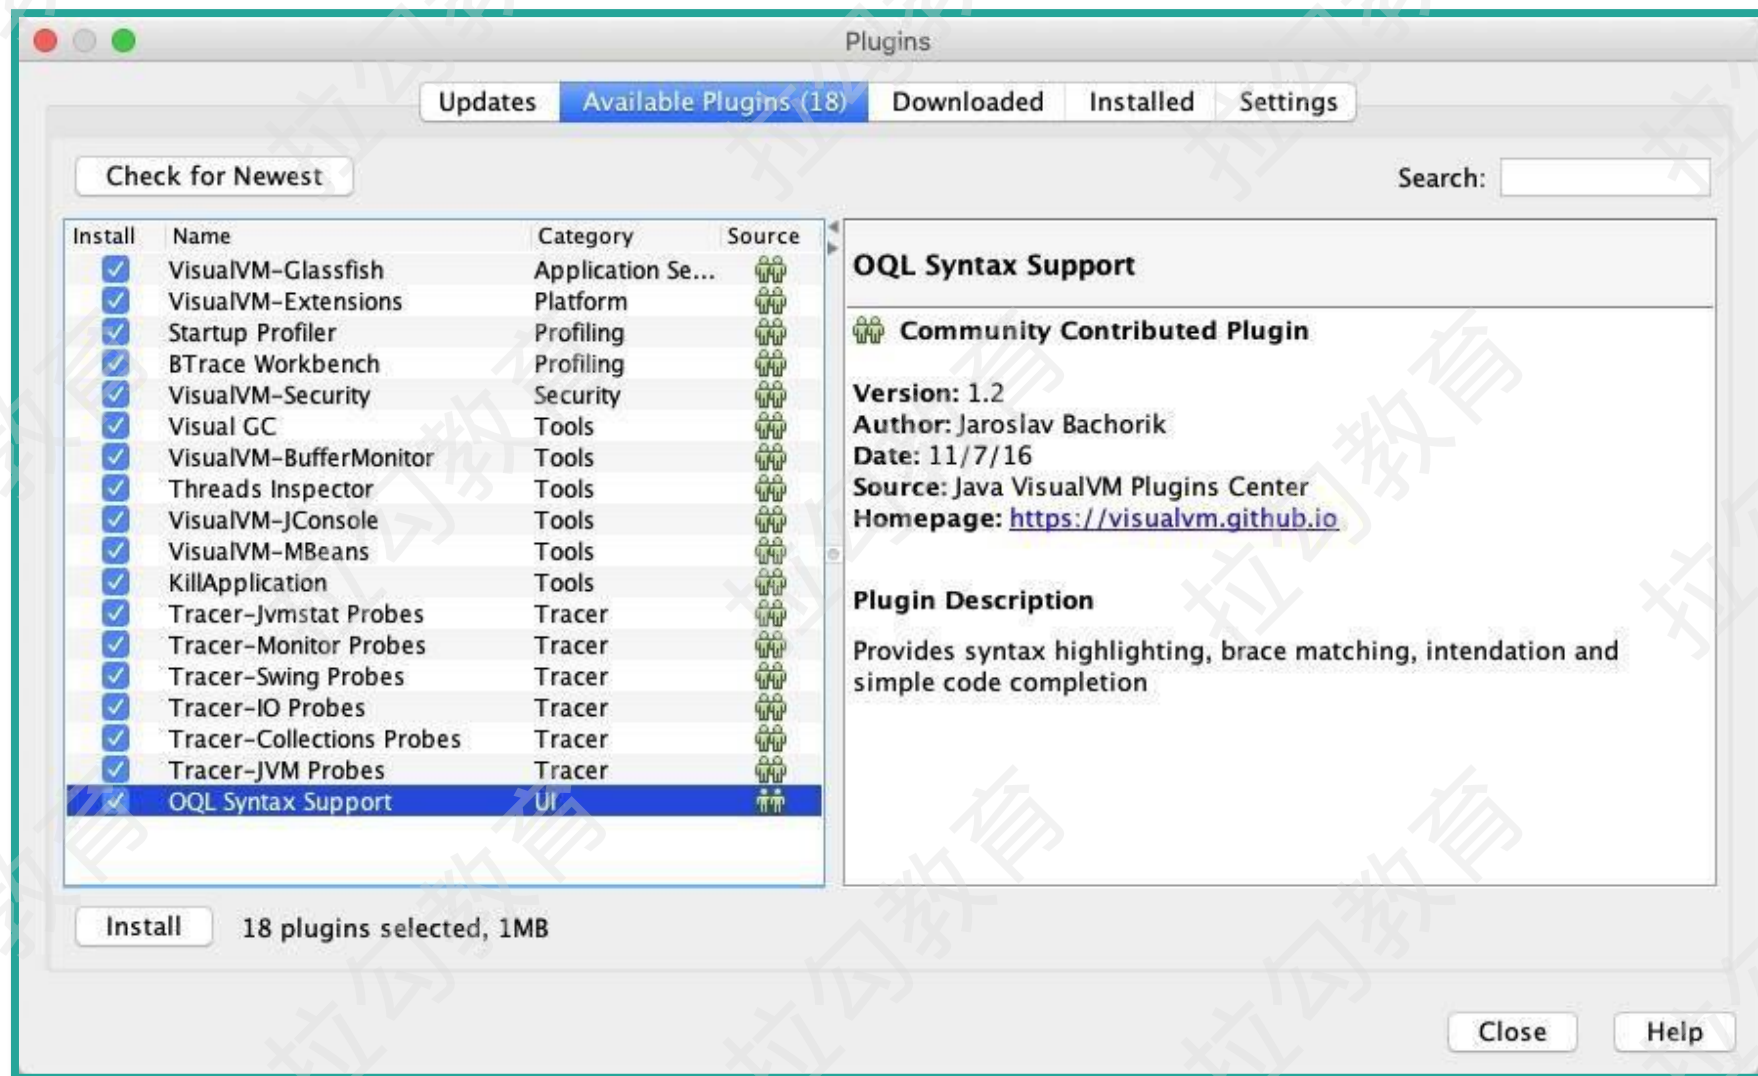 Plugins
Updates Available Plugins (18) Downloaded Installed Settings
Check for Newest
Search:
Install Name Category Source
VisualVM-Glassfish Application Se...
VisualVM-Extensions Platform
Startup Profiler Profiling
BTrace Workbench Profiling
VisualVM-Security Security
Visual GC Tools
VisualVM-BufferMonitor Tools
Threads Inspector Tools
VisualVM-JConsole Tools
VisualVM-MBeans Tools
KillApplication Tools
Tracer-Jvmstat Probes Tracer
Tracer-Monitor Probes Tracer
Tracer-Swing Probes Tracer
Tracer-IO Probes Tracer
Tracer-Collections Probes Tracer
Tracer-JVM Probes Tracer
OQL Syntax Support UI
OQL Syntax Support
Community Contributed Plugin
Version: 1.2
Author: Jaroslav Bachorik
Date: 11/7/16
Source: Java VisualVM Plugins Center
Homepage: https://visualvm.github.io
Plugin Description
Provides syntax highlighting, brace matching, intendation and
simple code completion
Install 18 plugins selected, 1MB
Close Help
拉勾教育